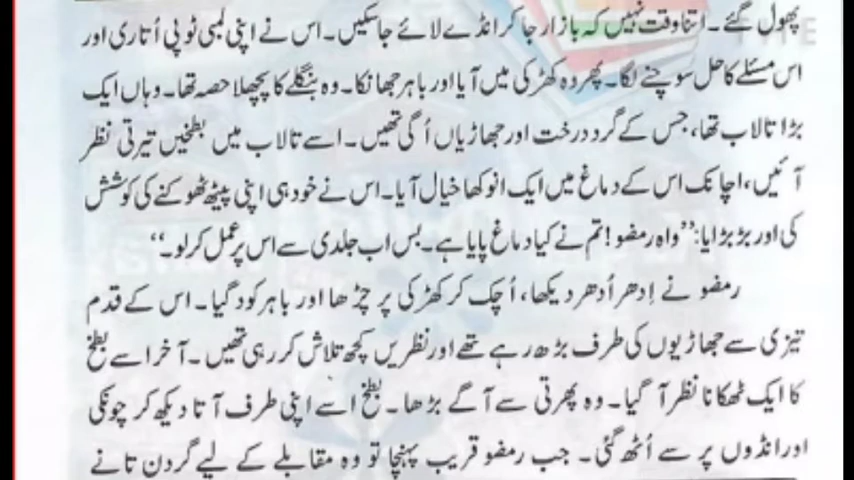 پھول گئے۔ اتنا وقت نہیں کہ بازار جا کر انڈے لائے جا سکیں۔ اس نے اپنی لمبی ٹوپی اُتاری اور
اس مسئلے کا حل سوچنے لگا۔ پھر وہ کھڑکی میں آیا اور باہر جھانکا۔ وہ بنگلے کا پچھلا حصہ تھا۔ وہاں ایک
بڑا تالاب تھا، جس کے گرد درخت اور جھاڑیاں اُگی تھیں۔ اسے تالاب میں بطخیں تیرتی نظر
آئیں، اچانک اس کے دماغ میں ایک انوکھا خیال آیا۔ اس نے خود ہی اپنی پیٹھ ٹھوکنے کی کوشش
کی اور بڑبڑایا: ”واہ رمضو! تم نے کیا دماغ پایا ہے۔ بس اب جلدی سے اس پر عمل کر لو۔“
رمضو نے اِدھر اُدھر دیکھا، اُچک کر کھڑکی پر چڑھا اور باہر کود گیا۔ اس کے قدم
تیزی سے جھاڑیوں کی طرف بڑھ رہے تھے اور نظریں کچھ تلاش کر رہی تھیں۔ آخر اسے بطخ
کا ایک ٹھکانا نظر آ گیا۔ وہ پھرتی سے آگے بڑھا۔ بطخ اسے اپنی طرف آتا دیکھ کر چونکی
اور انڈوں پر سے اُٹھ گئی۔ جب رمضو قریب پہنچا تو وہ مقابلے کے لیے گردن تانے